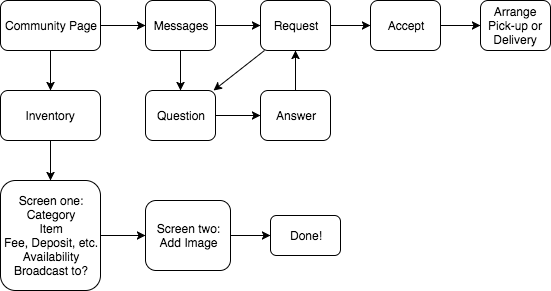 Community Page
Messages
Request
Accept
Arrange
Pick-up or
Delivery
Inventory
Question
Answer
Screen one:
Category
Item
Fee, Deposit, etc.
Availability
Broadcast to?
Screen two:
Add Image
Done!